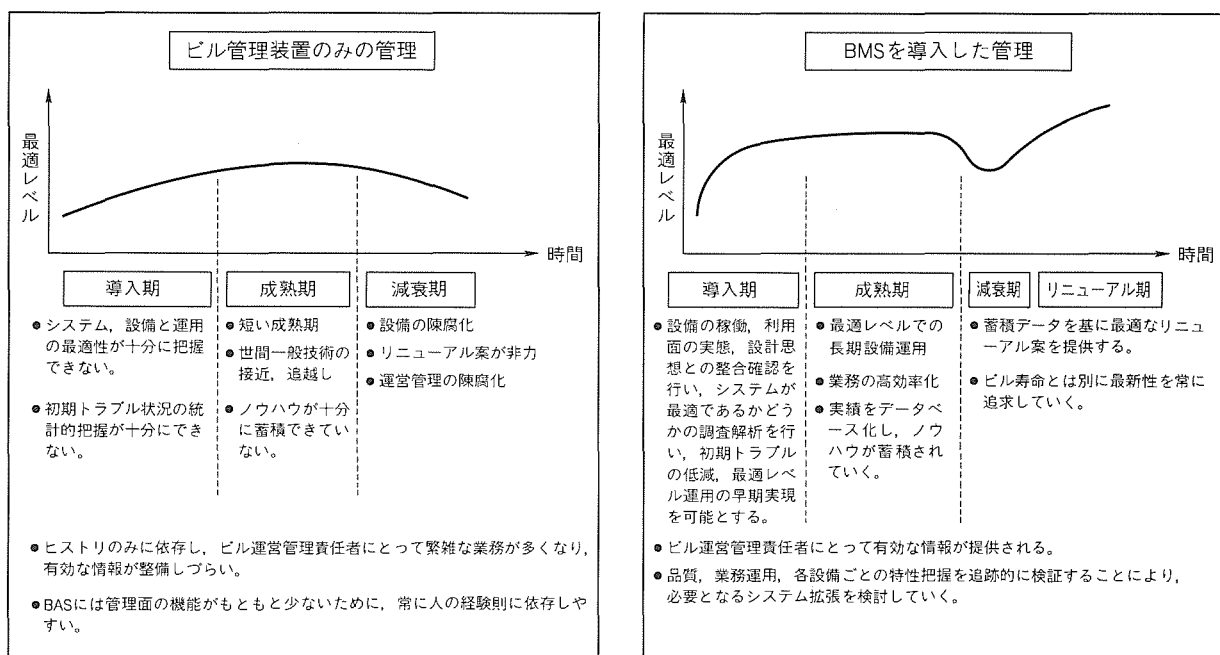 ビル管理装置のみの管理
最適レベル
時間
導入期
成熟期
減衰期
●システム，設備と運用
の最適性が十分に把握
できない。
●初期トラブル状況の統
計的把握が十分にでき
ない。
●短い成熟期
●世間一般技術の
接近，追越し
●ノウハウが十分
に蓄積できてい
ない。
●設備の陳腐化
●リニューアル案が非力
●運営管理の陳腐化
●ヒストリのみに依存し，ビル運営管理責任者にとって繁雑な業務が多くなり，
有効な情報が整備しづらい。
●BASには管理面の機能がもともと少ないために，常に人の経験則に依存しや
すい。
BMSを導入した管理
最適レベル
時間
導入期
成熟期
減衰期
リニューアル期
●設備の稼働，利用
面の実態，設計思
想との整合確認を
行い，システムが
最適であるかどう
かの調査解析を行
い，初期トラブル
の低減，最適レベ
ル運用の早期実現
を可能とする。
●最適レベルでの
長期設備運用
●業務の高効率化
●実績をデータベ
ース化し，ノウ
ハウが蓄積され
ていく。
●蓄積データを基に最適なリニュ
ーアル案を提供する。
●ビル寿命とは別に最新性を常に
追求していく。
●ビル運営管理責任者にとって有効な情報が提供される。
●品質，業務運用，各設備ごとの特性把握を追跡的に検証することにより，
必要となるシステム拡張を検討していく。